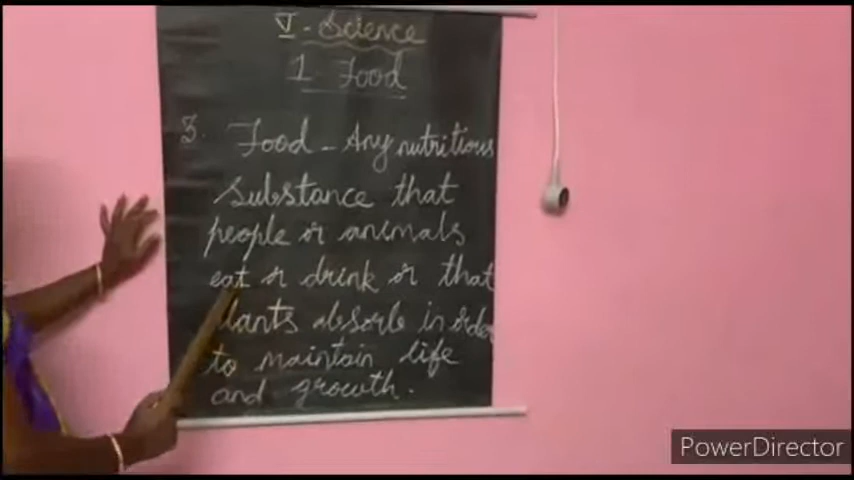 V - Science
1. Food
3. Food - Any nutritious
substance that
people or animals
eat or drink or that
lants absorb in order
to maintain life
and growth.
PowerDirector